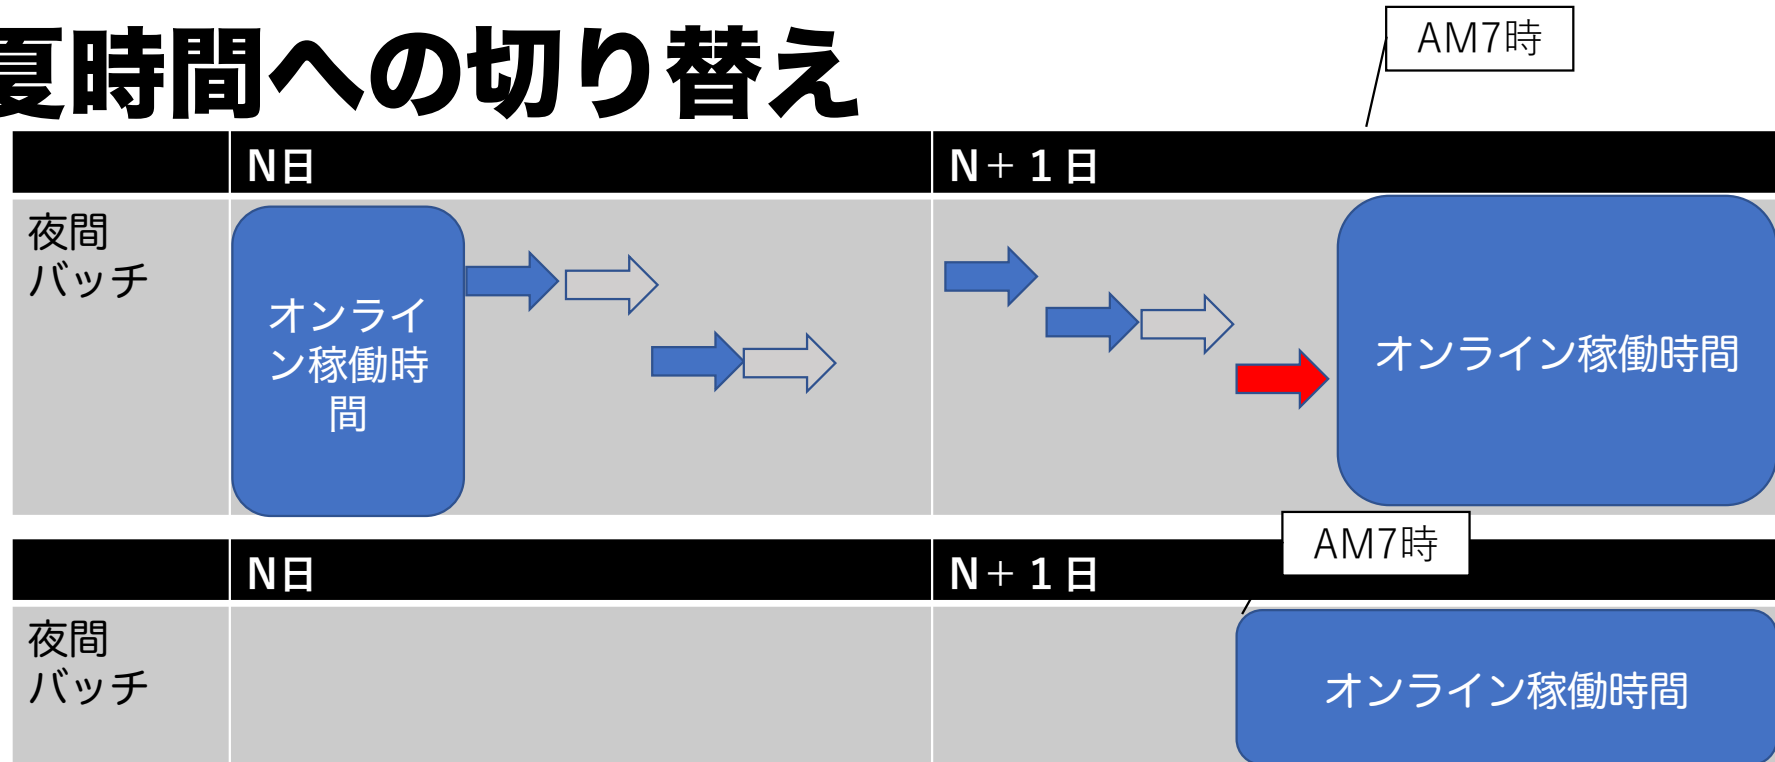 夏時間への切り替え
AM7時
N日
N＋１日
夜間
バッチ
オンライ
ン稼働時
間
オンライン稼働時間
AM7時
N日
N＋１日
夜間
バッチ
オンライン稼働時間